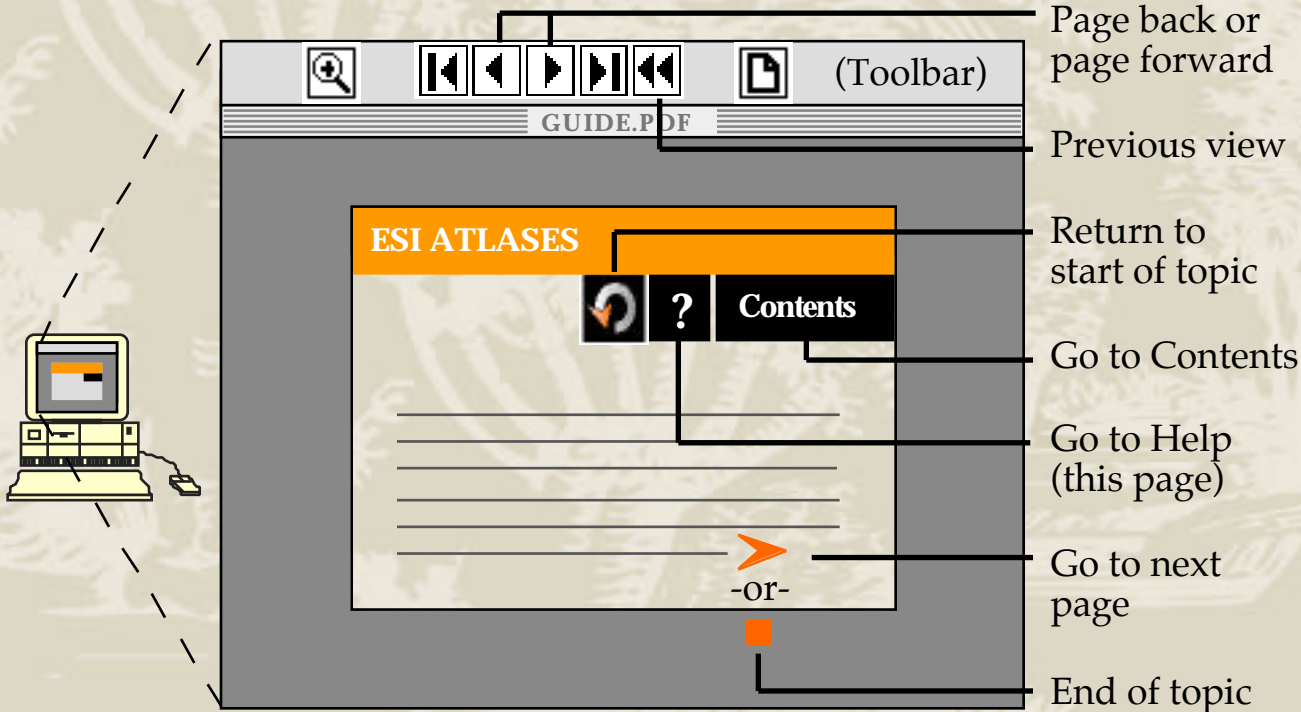 Page back or
page forward
(Toolbar)
GUIDE.PDF
Previous view
ESI ATLASES
Return to
start of topic
? Contents
Go to Contents
Go to Help
(this page)
Go to next
page
-or-
End of topic